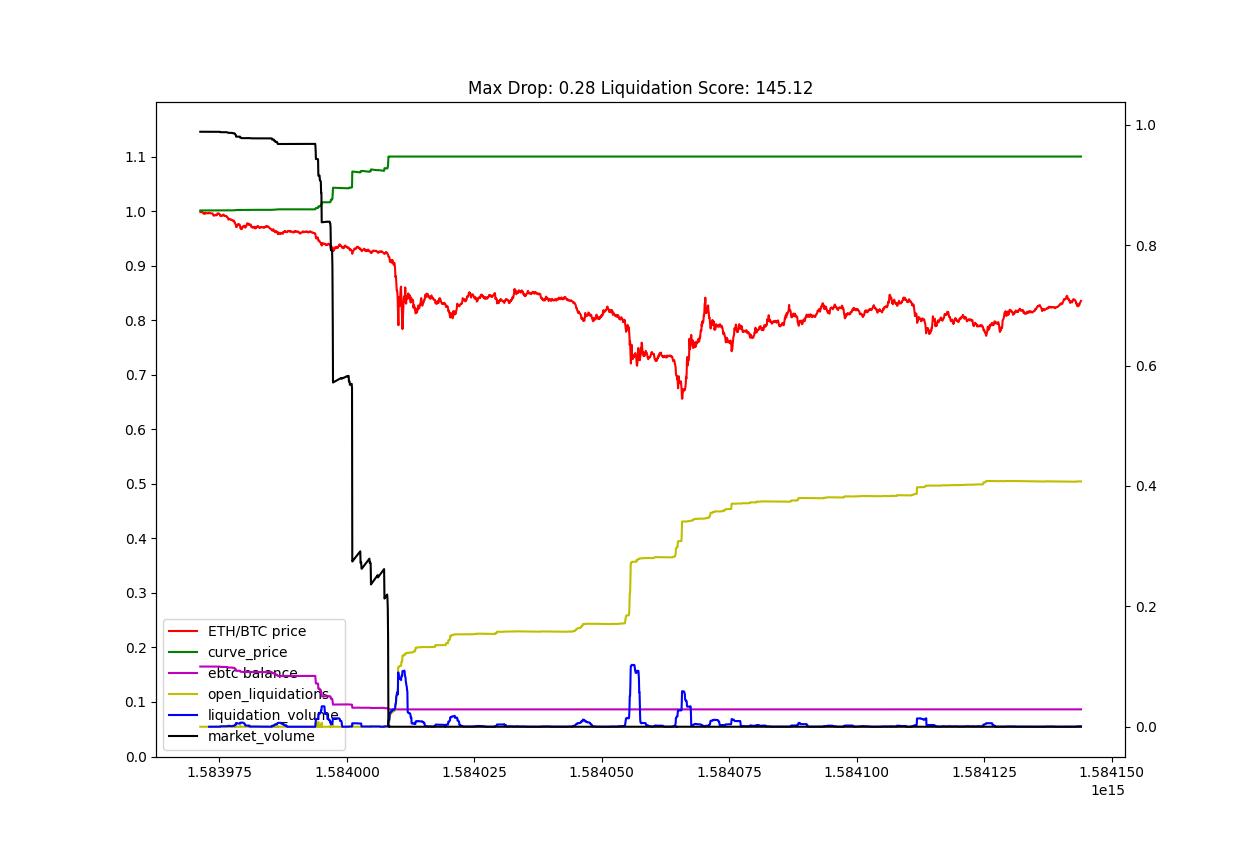 Max Drop: 0.28 Liquidation Score: 145.12
1.1
1.0
0.9
0.8
0.7
0.6
0.5
0.4
0.3
0.2
0.1
0.0
1.0
0.8
0.6
0.4
0.2
0.0
ETH/BTC price
curve_price
ebtc balance
open_liquidations
liquidation_volume
market_volume
1.583975 1.584000 1.584025 1.584050 1.584075 1.584100 1.584125 1.584150
1e15